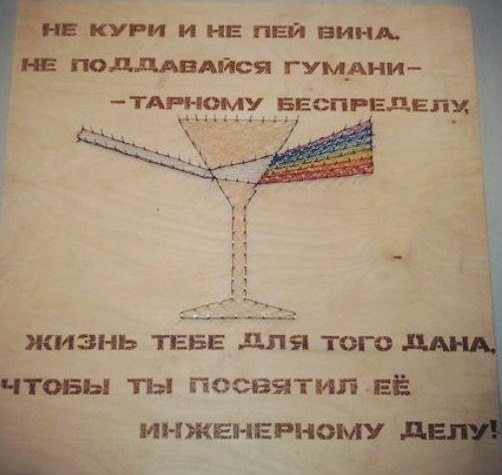 НЕ КУРИ И НЕ ПЕЙ ВИНА.
НЕ ПОДДАВАЙСЯ ГУМАНИ-
-ТАРНОМУ БЕСПРЕДЕЛУ,
ЖИЗНЬ ТЕБЕ ДЛЯ ТОГО ДАНА,
ЧТОБЫ ТЫ ПОСВЯТИЛ ЕЁ
ИНЖЕНЕРНОМУ ДЕЛУ!